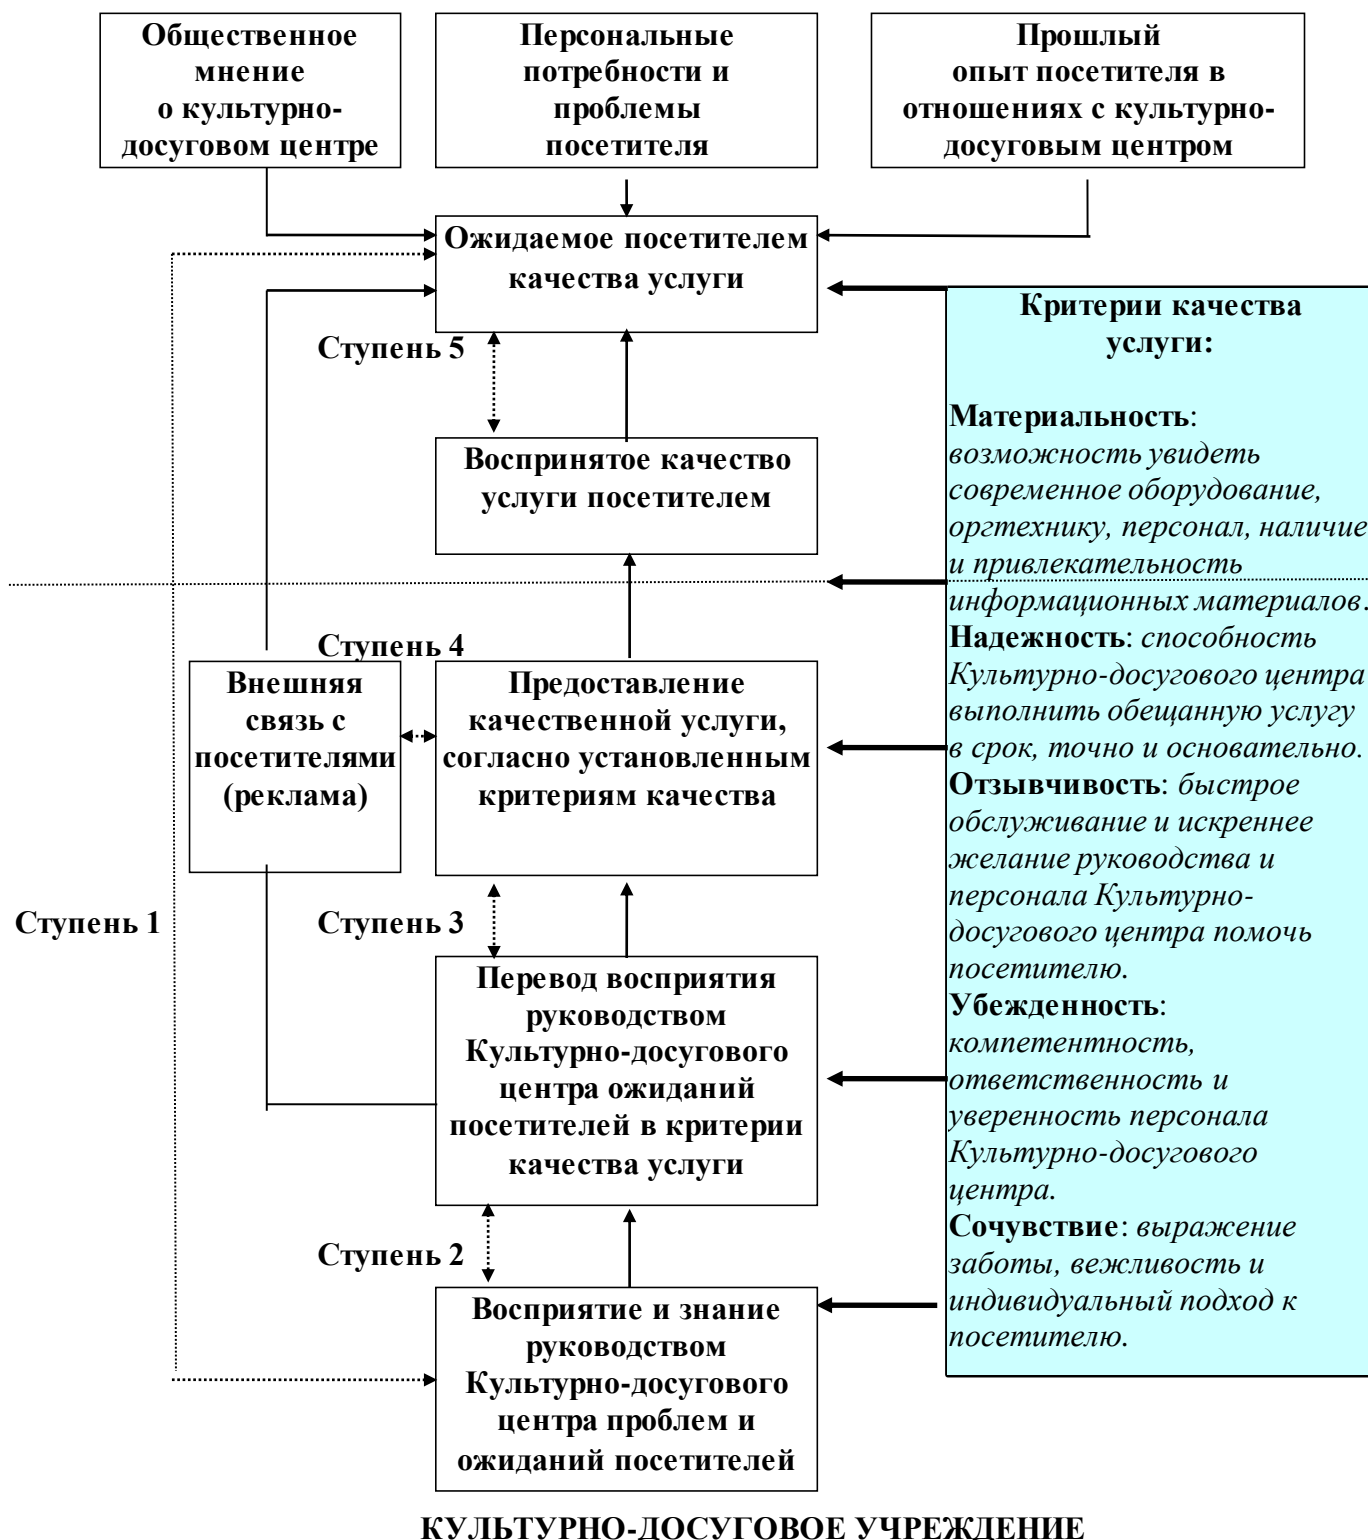 Общественное
мнение
о культурно-
досуговом центре
Персональные
потребности и
проблемы
посетителя
Прошлый
опыт посетителя в
отношениях с культурно-
досуговым центром
Ожидаемое посетителем
качества услуги
Ступень 5
Воспринятое качество
услуги посетителем
Ступень 4
Внешняя
связь с
посетителями
(реклама)
Предоставление
качественной услуги,
согласно установленным
критериям качества
Ступень 1
Ступень 3
Перевод восприятия
руководством
Культурно-досугового
центра ожиданий
посетителей в критерии
качества услуги
Ступень 2
Восприятие и знание
руководством
Культурно-досугового
центра проблем и
ожиданий посетителей
Критерии качества
услуги:
Материальность:
возможность увидеть
современное оборудование,
оргтехнику, персонал, наличие
и привлекательность
информационных материалов.
Надежность: способность
Культурно-досугового центра
выполнить обещанную услугу
в срок, точно и основательно.
Отзывчивость: быстрое
обслуживание и искреннее
желание руководства и
персонала Культурно-
досугового центра помочь
посетителю.
Убежденность:
компетентность,
ответственность и
уверенность персонала
Культурно-досугового
центра.
Сочувствие: выражение
заботы, вежливость и
индивидуальный подход к
посетителю.
КУЛЬТУРНО-ДОСУГОВОЕ УЧРЕЖДЕНИЕ